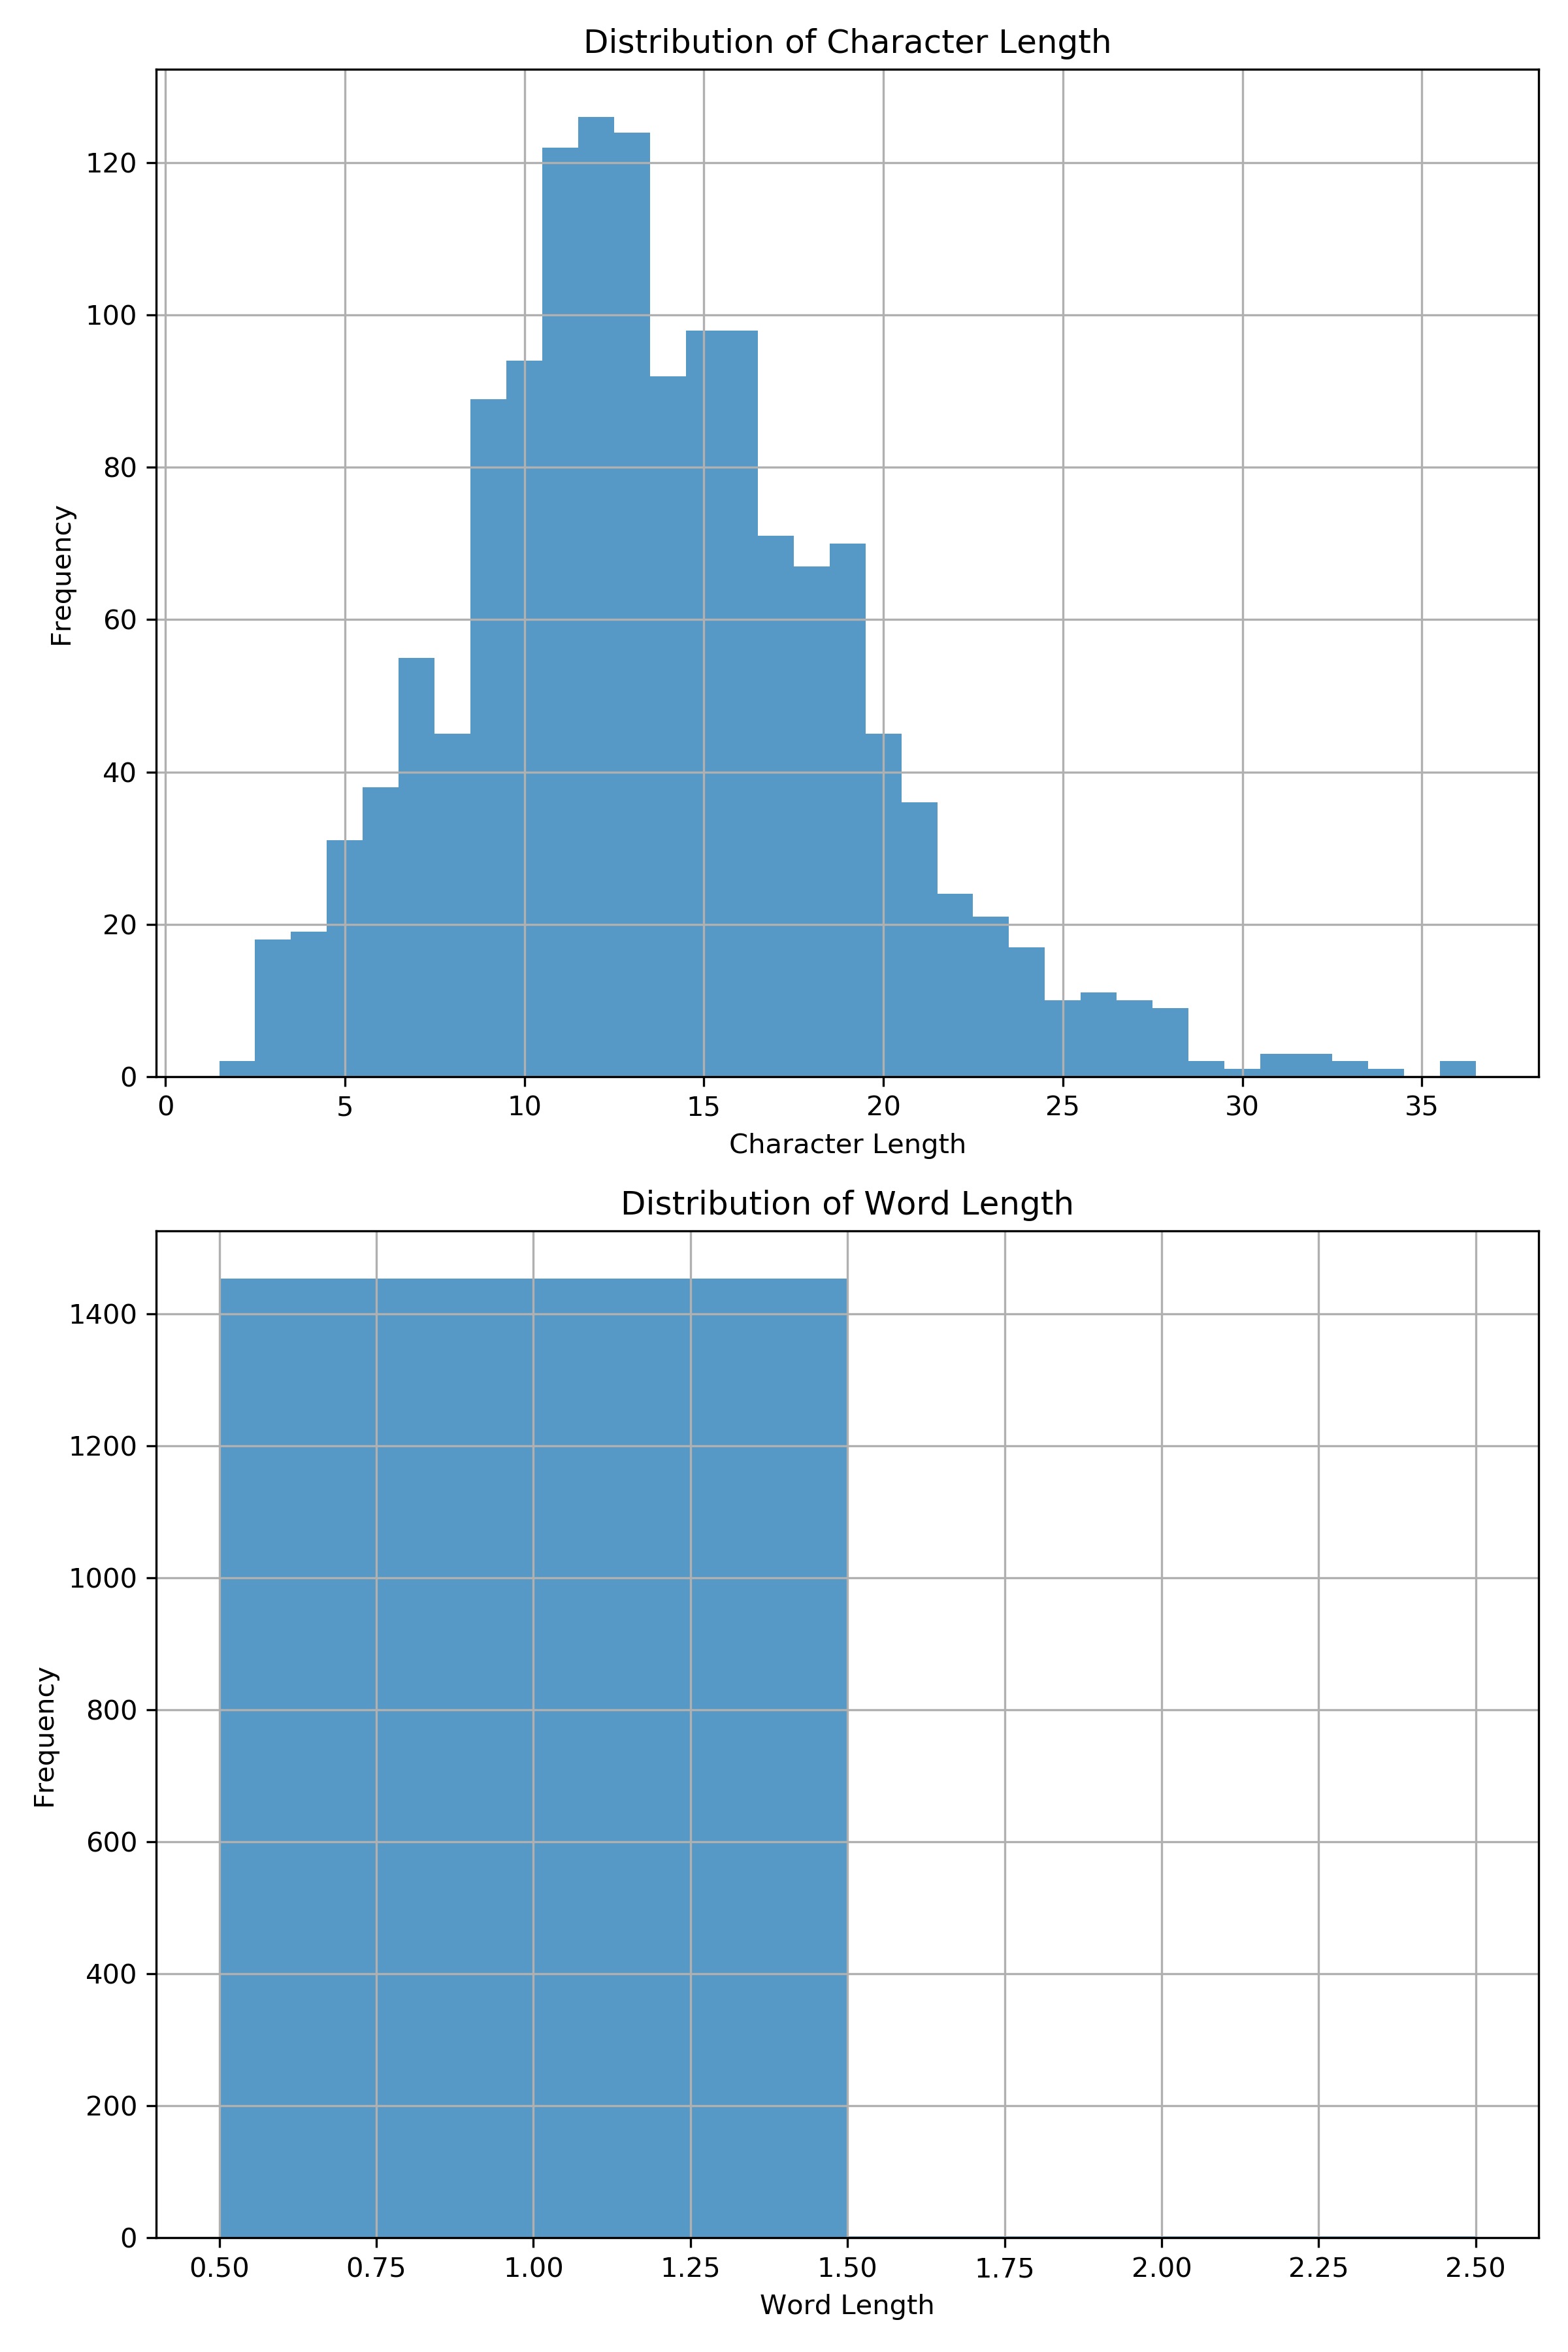 Distribution of Character Length
120
100
80
60
40
20
0
Frequency
0 5 10 15 20 25 30 35
Character Length
Distribution of Word Length
1400
1200
1000
800
600
400
200
0
Frequency
0.50 0.75 1.00 1.25 1.50 1.75 2.00 2.25 2.50
Word Length